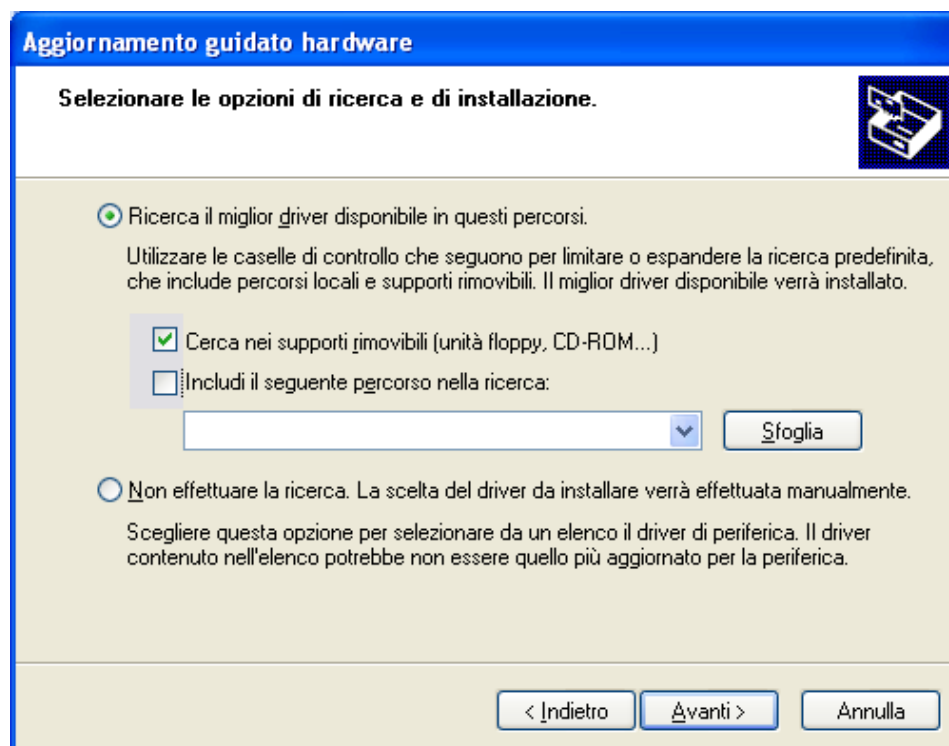 Aggiornamento guidato hardware
Selezionare le opzioni di ricerca e di installazione.
Ricerca il miglior driver disponibile in questi percorsi.
Utilizzare le caselle di controllo che seguono per limitare o espandere la ricerca predefinita,
che include percorsi locali e supporti rimovibili. Il miglior driver disponibile verrà installato.
Cerca nei supporti rimovibili (unità floppy, CD-ROM...)
Includi il seguente percorso nella ricerca:
Sfoglia
Non effettuare la ricerca. La scelta del driver da installare verrà effettuata manualmente.
Scegliere questa opzione per selezionare da un elenco il driver di periferica. Il driver
contenuto nell'elenco potrebbe non essere quello più aggiornato per la periferica.
< Indietro Avanti > Annulla